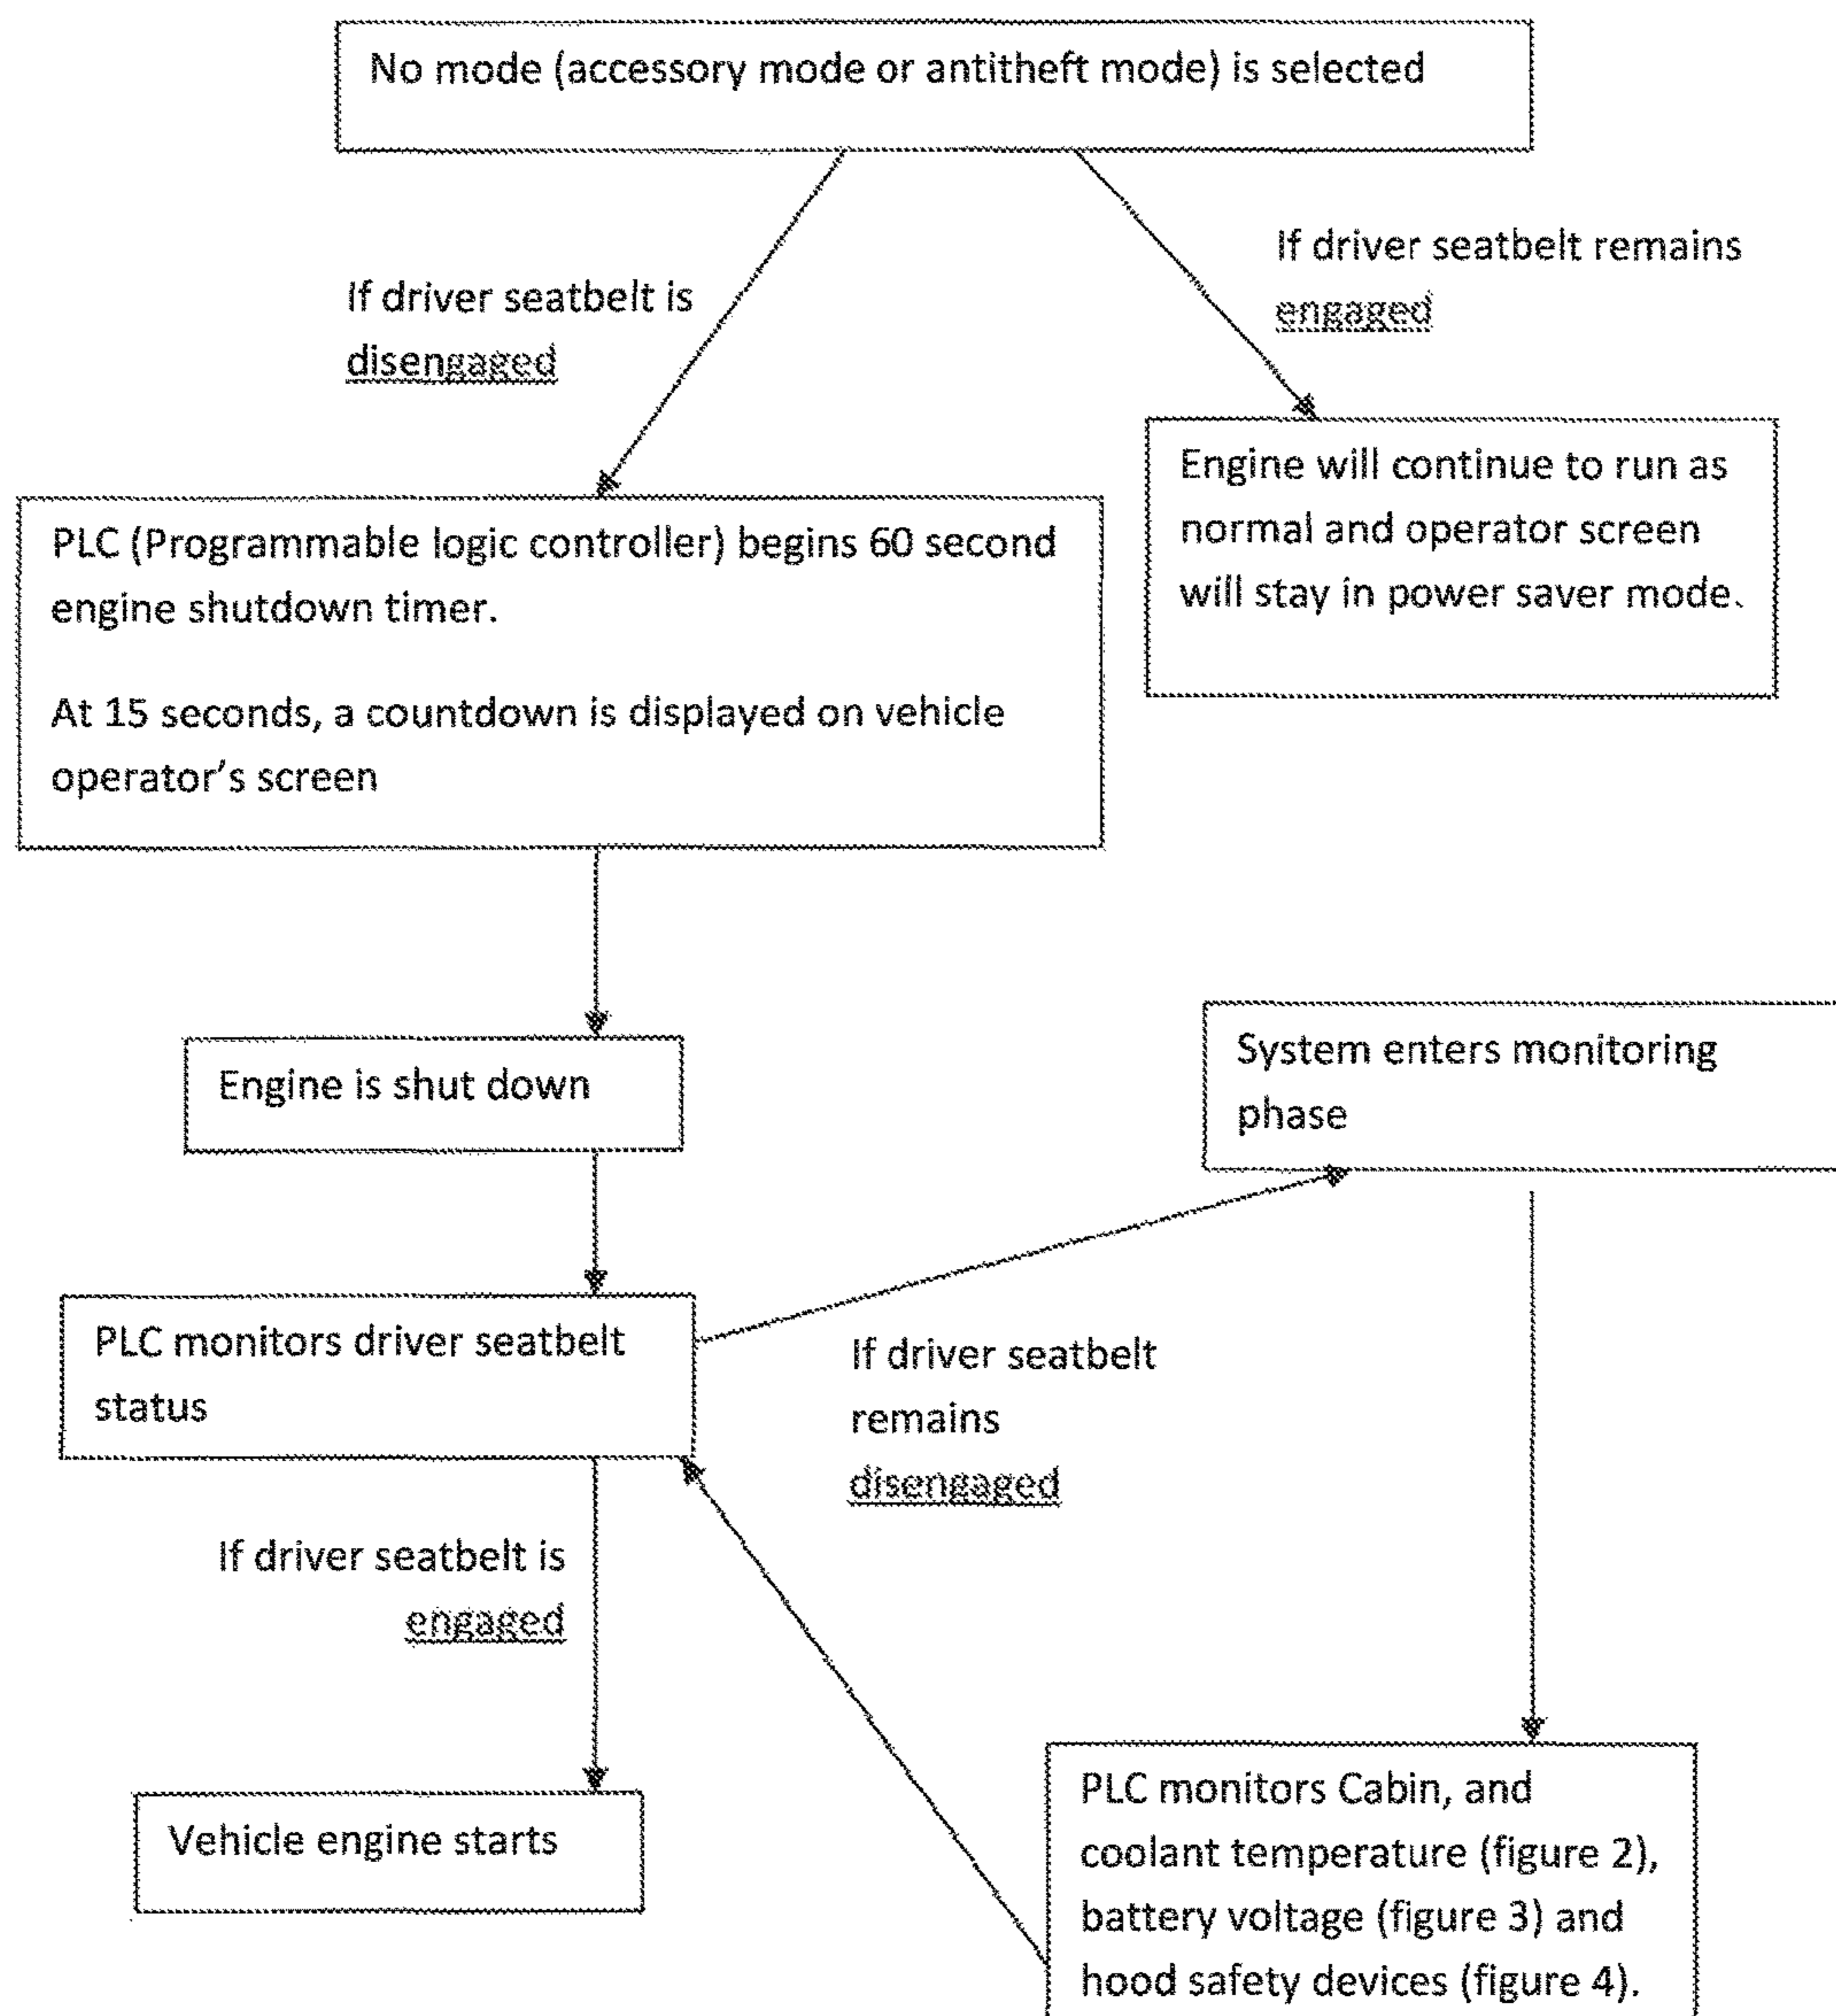 No mode (accessory mode or antitheft mode) is selected
If driver seatbelt is
disengaged
If driver seatbelt remains
engaged
PLC (Programmable logic controller) begins 60 second
engine shutdown timer.
At 15 seconds, a countdown is displayed on vehicle
operator's screen
Engine will continue to run as
normal and operator screen
will stay in power saver mode.
Engine is shut down
System enters monitoring
phase
PLC monitors driver seatbelt
status
If driver seatbelt
remains
disengaged
If driver seatbelt is
engaged
Vehicle engine starts
PLC monitors Cabin, and
coolant temperature (figure 2),
battery voltage (figure 3) and
hood safety devices (figure 4).